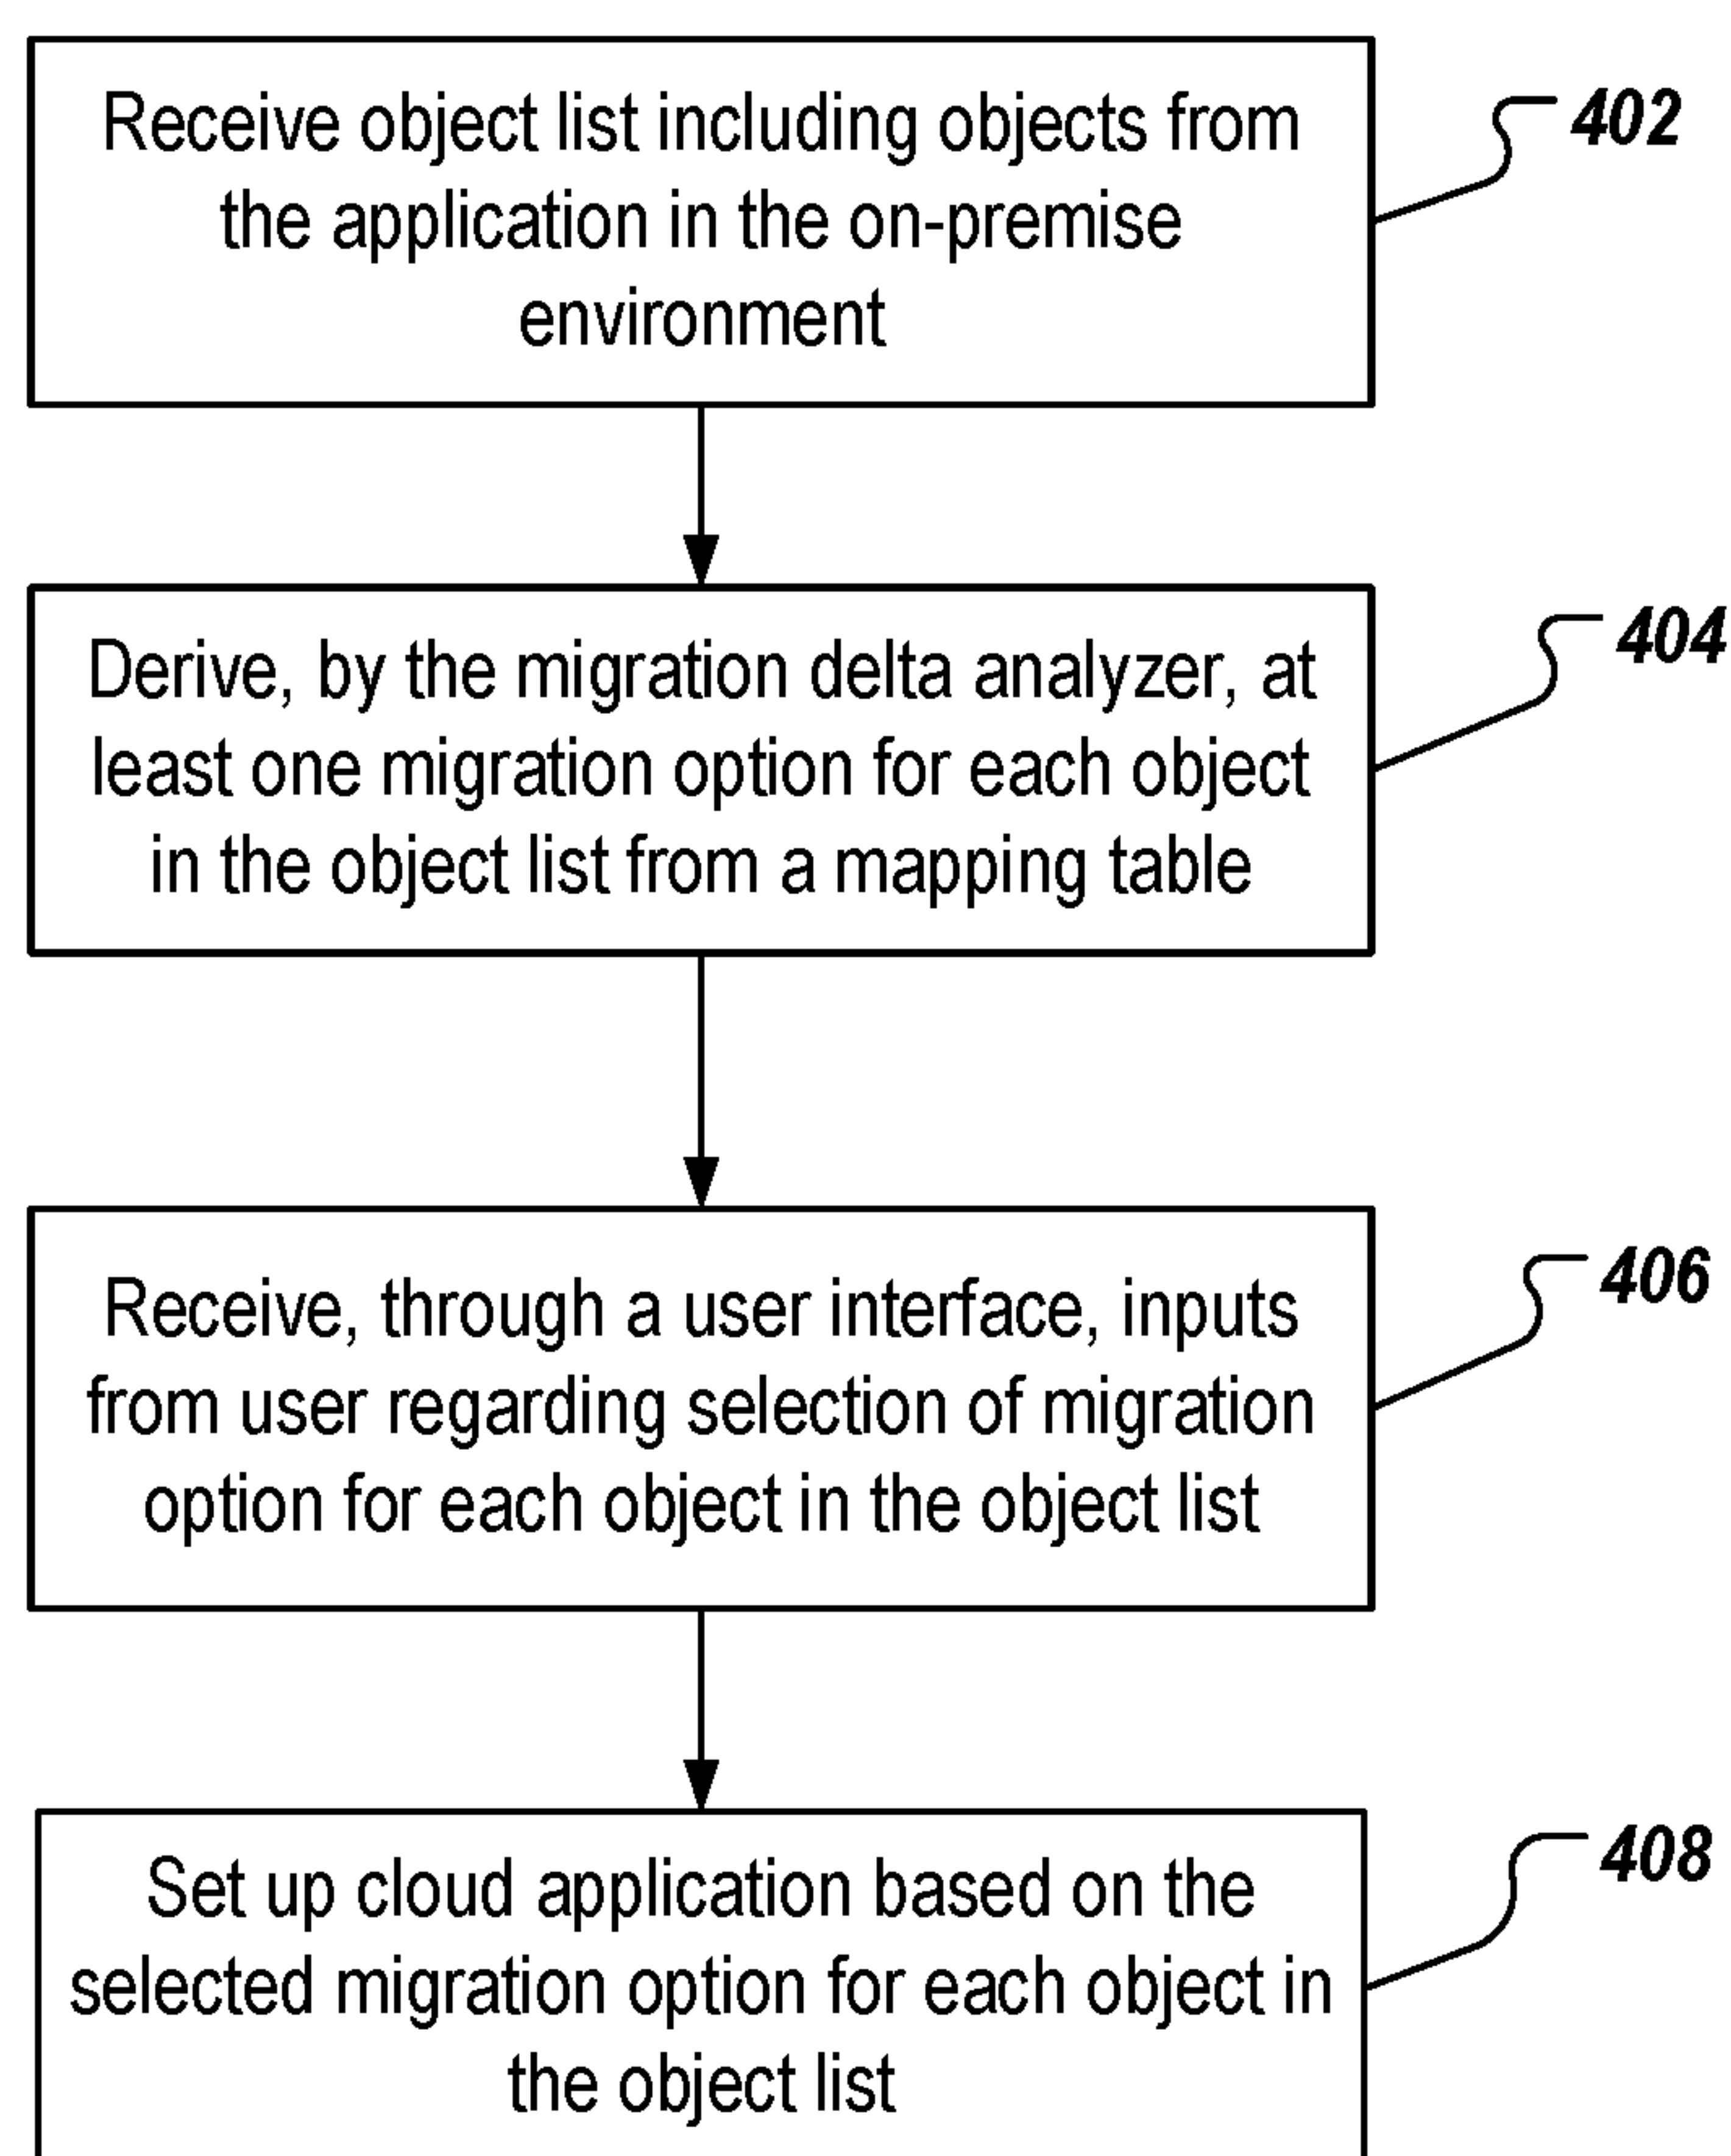 Receive object list including objects from
the application in the on-premise
environment
402
Derive, by the migration delta analyzer, at
least one migration option for each object
in the object list from a mapping table
404
Receive, through a user interface, inputs
from user regarding selection of migration
option for each object in the object list
406
Set up cloud application based on the
selected migration option for each object in
the object list
408